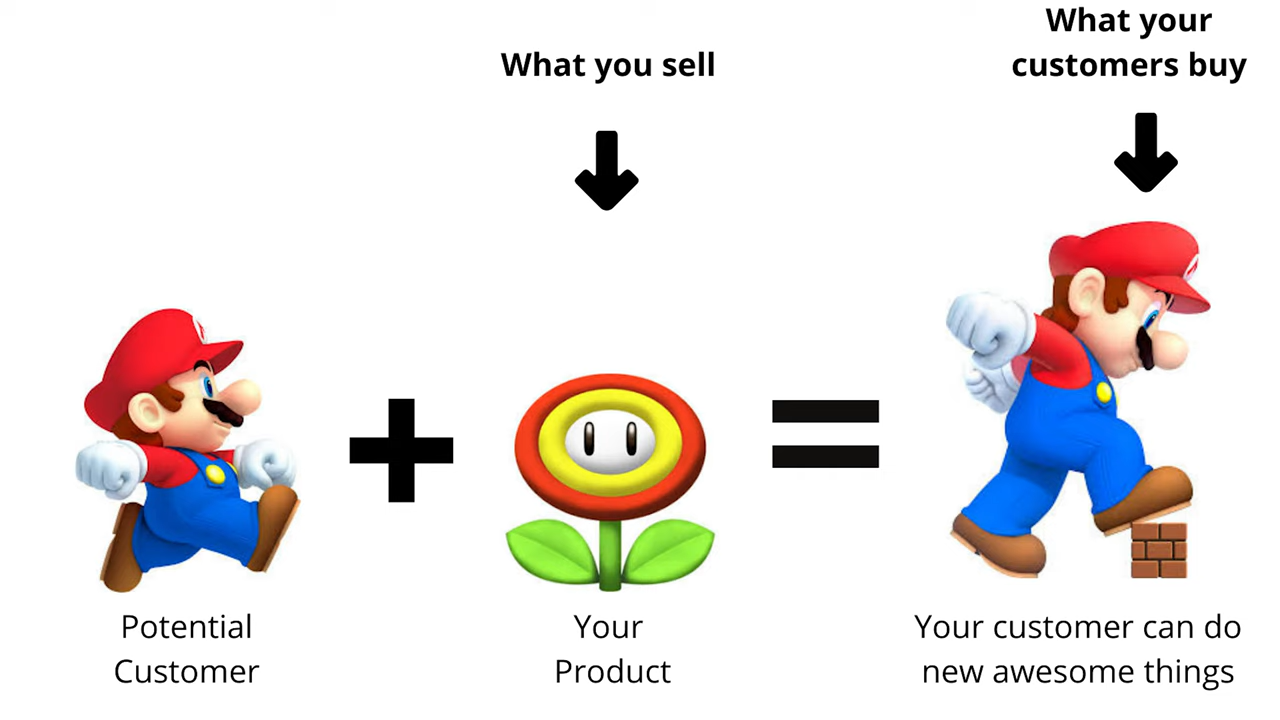 What you sell
What your
customers buy
Potential
Customer
Your
Product
Your customer can do
new awesome things